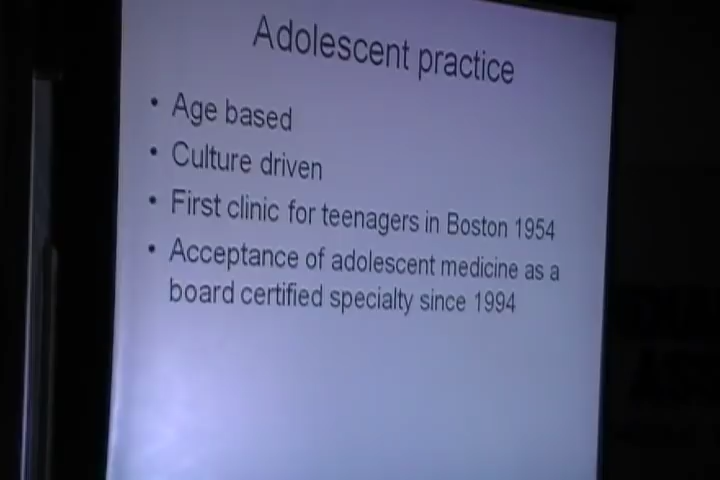 Adolescent practice
• Age based
• Culture driven
• First clinic for teenagers in Boston 1954
• Acceptance of adolescent medicine as a
board certified specialty since 1994